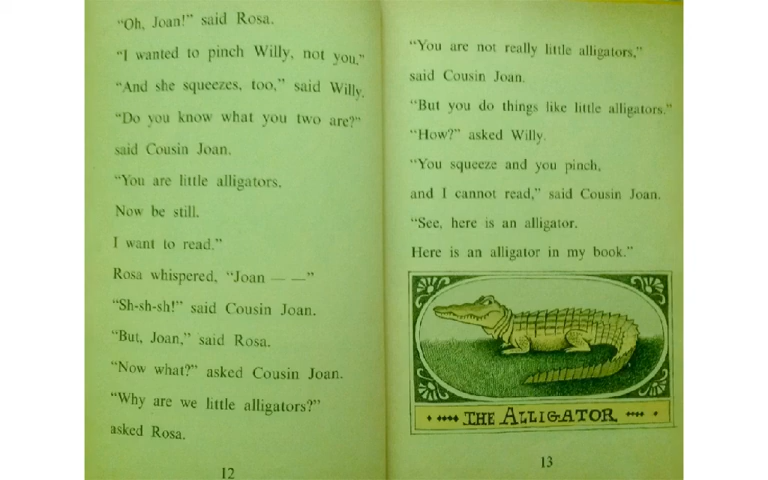 "Oh, Joan!" said Rosa.
"I wanted to pinch Willy, not you."
"And she squeezes, too," said Willy.
"Do you know what you two are?"
said Cousin Joan.
"You are little alligators.
Now be still.
I want to read."
Rosa whispered, "Joan — —"
"Sh-sh-sh!" said Cousin Joan.
"But, Joan," said Rosa.
"Now what?" asked Cousin Joan.
"Why are we little alligators?"
asked Rosa.
12
"You are not really little alligators,"
said Cousin Joan.
"But you do things like little alligators."
"How?" asked Willy.
"You squeeze and you pinch,
and I cannot read," said Cousin Joan.
"See, here is an alligator.
Here is an alligator in my book."
THE ALLIGATOR
13